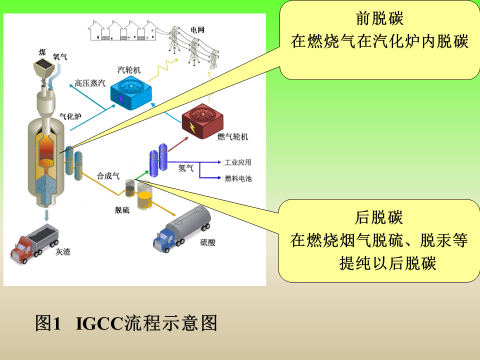 前脱碳
在燃烧气在汽化炉内脱碳
电网
煤
氧气
汽轮机
高压蒸汽
气化炉
燃气轮机
合成气
氢气
工业应用
燃料电池
脱硫
灰渣
硫酸
后脱碳
在燃烧烟气脱硫、脱汞等
提纯以后脱碳
图1 IGCC流程示意图